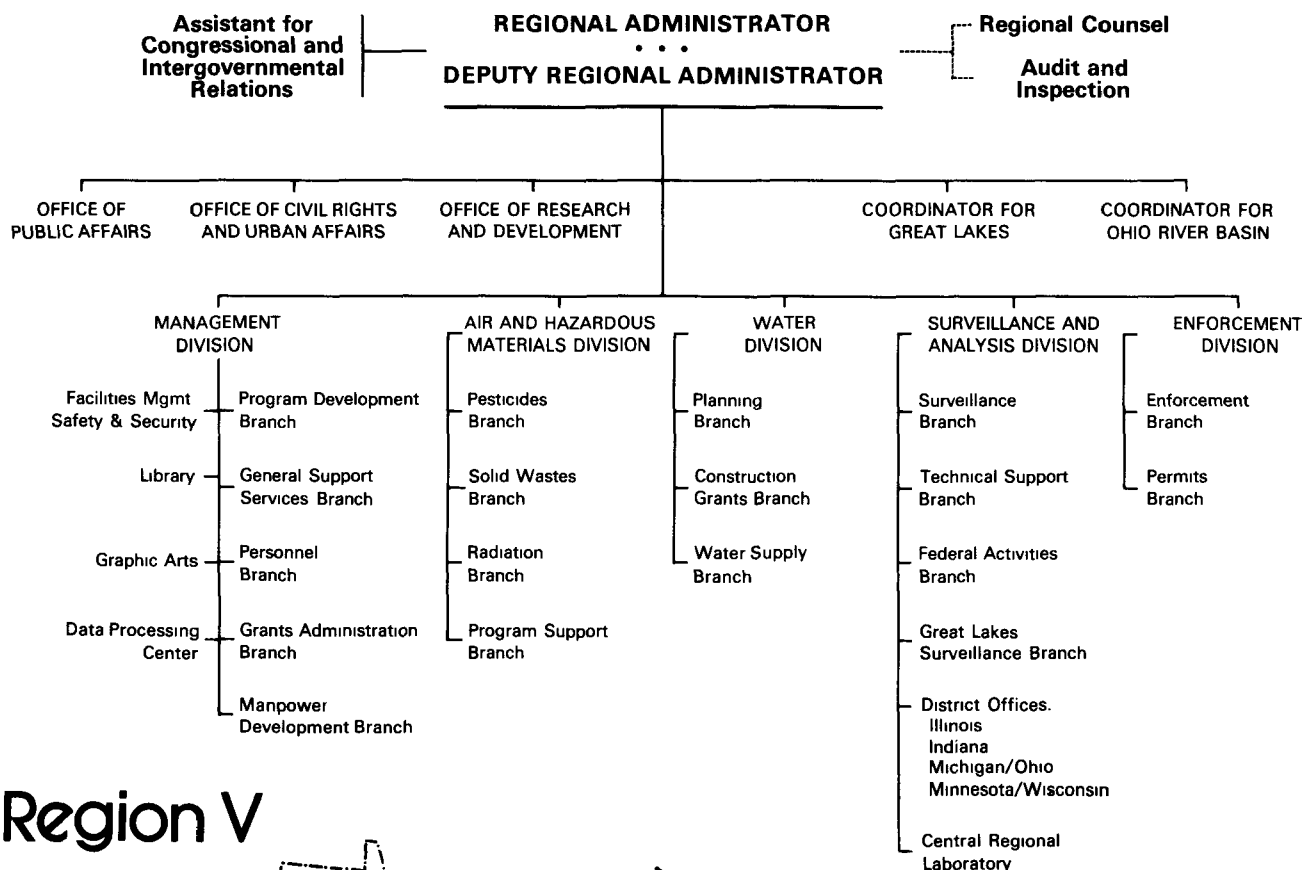 Assistant for
Congressional and
Intergovernmental
Relations
REGIONAL ADMINISTRATOR
• • •
DEPUTY REGIONAL ADMINISTRATOR
Regional Counsel
Audit and
Inspection
OFFICE OF
PUBLIC AFFAIRS
OFFICE OF CIVIL RIGHTS
AND URBAN AFFAIRS
OFFICE OF RESEARCH
AND DEVELOPMENT
COORDINATOR FOR
GREAT LAKES
COORDINATOR FOR
OHIO RIVER BASIN
MANAGEMENT
DIVISION
Facilities Mgmt
Safety & Security
Library
Graphic Arts
Data Processing
Center
Program Development
Branch
General Support
Services Branch
Personnel
Branch
Grants Administration
Branch
Manpower
Development Branch
AIR AND HAZARDOUS
MATERIALS DIVISION
Pesticides
Branch
Solid Wastes
Branch
Radiation
Branch
Program Support
Branch
WATER
DIVISION
Planning
Branch
Construction
Grants Branch
Water Supply
Branch
SURVEILLANCE AND
ANALYSIS DIVISION
Surveillance
Branch
Technical Support
Branch
Federal Activities
Branch
Great Lakes
Surveillance Branch
District Offices.
Illinois
Indiana
Michigan/Ohio
Minnesota/Wisconsin
Central Regional
Laboratory
ENFORCEMENT
DIVISION
Enforcement
Branch
Permits
Branch
Region V